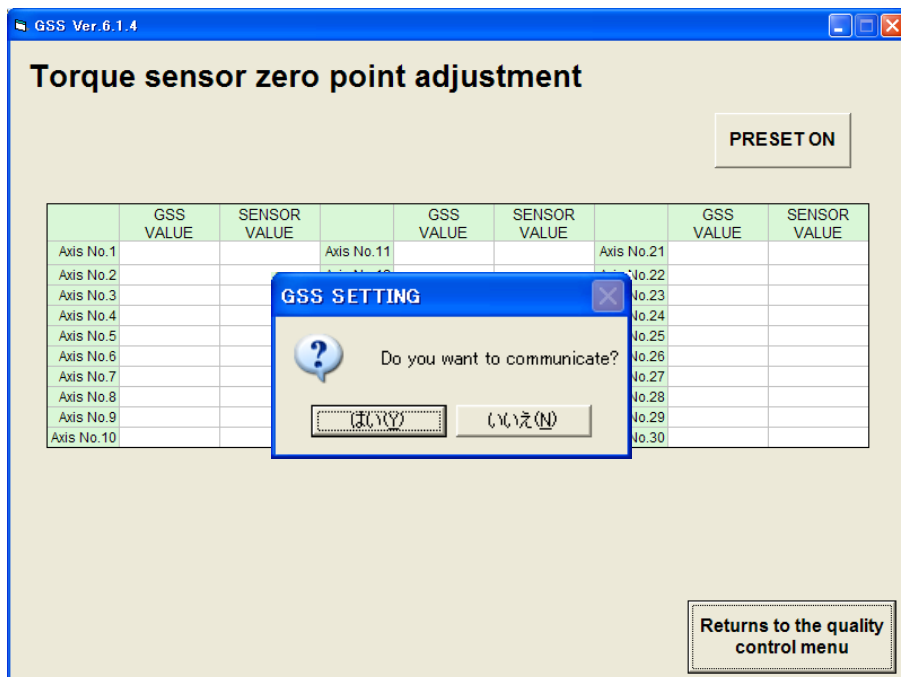 GSS Ver.6.1.4
Torque sensor zero point adjustment
PRESET ON
GSS VALUE SENSOR VALUE GSS VALUE SENSOR VALUE GSS VALUE SENSOR VALUE
Axis No.1 Axis No.11 Axis No.21
Axis No.2 No.22
Axis No.3 No.23
Axis No.4 No.24
Axis No.5 No.25
Axis No.6 No.26
Axis No.7 No.27
Axis No.8 No.28
Axis No.9 No.29
Axis No.10 No.30
GSS SETTING
Do you want to communicate?
はい(Y) いいえ(N)
Returns to the quality
control menu